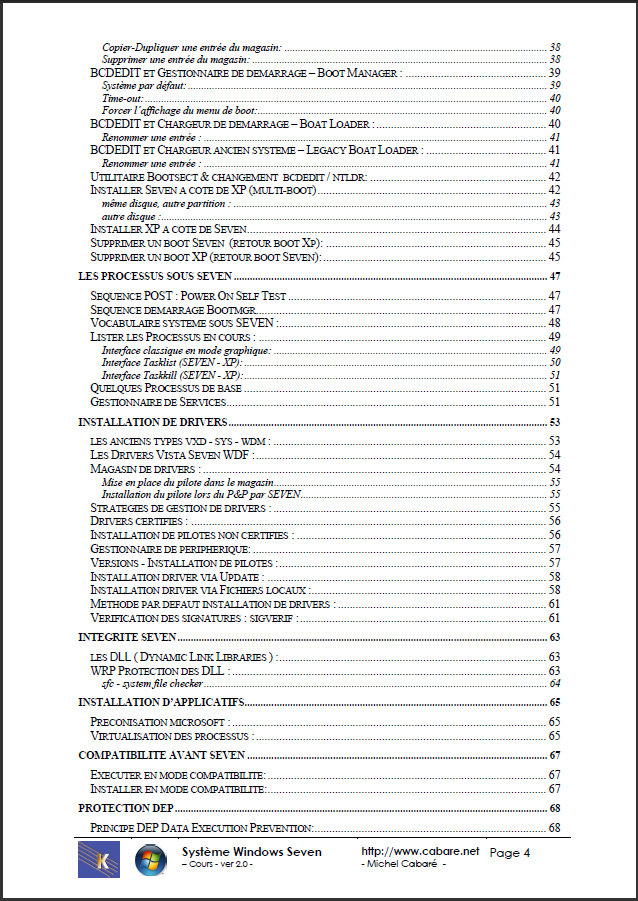 Copier-Dupliquer une entrée du magasin: ........ 38
Supprimer une entrée du magasin: ........ 38
BCDEDIT ET GESTIONNAIRE DE DEMARRAGE – BOOT MANAGER : ........ 39
Système par défaut: ........ 39
Time-out: ........ 40
Forcer l'affichage du menu de boot: ........ 40
BCDEDIT ET CHARGEUR DE DEMARRAGE – BOAT LOADER : ........ 40
Renommer une entrée : ........ 41
BCDEDIT ET CHARGEUR ANCIEN SYSTEME – LEGACY BOAT LOADER : ........ 41
Renommer une entrée : ........ 41
UTILITAIRE BOOTSECT & CHANGEMENT BCDEDIT / NTLDR: ........ 42
INSTALLER SEVEN A COTE DE XP (MULTI-BOOT) ........ 42
même disque, autre partition : ........ 43
autre disque : ........ 43
INSTALLER XP A COTE DE SEVEN ........ 44
SUPPRIMER UN BOOT SEVEN (RETOUR BOOT XP): ........ 45
SUPPRIMER UN BOOT XP (RETOUR BOOT SEVEN): ........ 45
LES PROCESSUS SOUS SEVEN ........ 47
SEQUENCE POST : POWER ON SELF TEST ........ 47
SEQUENCE DEMARRAGE BOOTMGR ........ 47
VOCABULAIRE SYSTEME SOUS SEVEN : ........ 48
LISTER LES PROCESSUS EN COURS : ........ 49
Interface classique en mode graphique: ........ 49
Interface Tasklist (SEVEN - XP): ........ 50
Interface Taskkill (SEVEN - XP): ........ 51
QUELQUES PROCESSUS DE BASE ........ 51
GESTIONNAIRE DE SERVICES ........ 51
INSTALLATION DE DRIVERS ........ 53
LES ANCIENS TYPES VXD - SYS - WDM : ........ 53
LES DRIVERS VISTA SEVEN WDF : ........ 54
MAGASIN DE DRIVERS : ........ 54
Mise en place du pilote dans le magasin ........ 55
Installation du pilote lors du P&P par SEVEN ........ 55
STRATEGIES DE GESTION DE DRIVERS : ........ 55
DRIVERS CERTIFIES : ........ 56
INSTALLATION DE PILOTES NON CERTIFIES : ........ 56
GESTIONNAIRE DE PERIPHERIQUE: ........ 57
VERSIONS - INSTALLATION DE PILOTES : ........ 57
INSTALLATION DRIVER VIA UPDATE : ........ 58
INSTALLATION DRIVER VIA FICHIERS LOCAUX : ........ 58
METHODE PAR DEFAUT INSTALLATION DE DRIVERS : ........ 61
VERIFICATION DES SIGNATURES : SIGVERIF : ........ 61
INTEGRITE SEVEN ........ 63
LES DLL ( DYNAMIC LINK LIBRARIES ) : ........ 63
WRP PROTECTION DES DLL : ........ 63
sfc - system file checker ........ 64
INSTALLATION D'APPLICATIFS ........ 65
PRECONISATION MICROSOFT : ........ 65
VIRTUALISATION DES PROCESSUS : ........ 65
COMPATIBILITE AVANT SEVEN ........ 67
EXECUTER EN MODE COMPATIBILITE: ........ 67
INSTALLER EN MODE COMPATIBILITE: ........ 67
PROTECTION DEP ........ 68
PRINCIPE DEP DATA EXECUTION PREVENTION: ........ 68
K
Système Windows Seven http://www.cabare.net Page 4
– Cours - ver 2.0 - - Michel Cabaré -